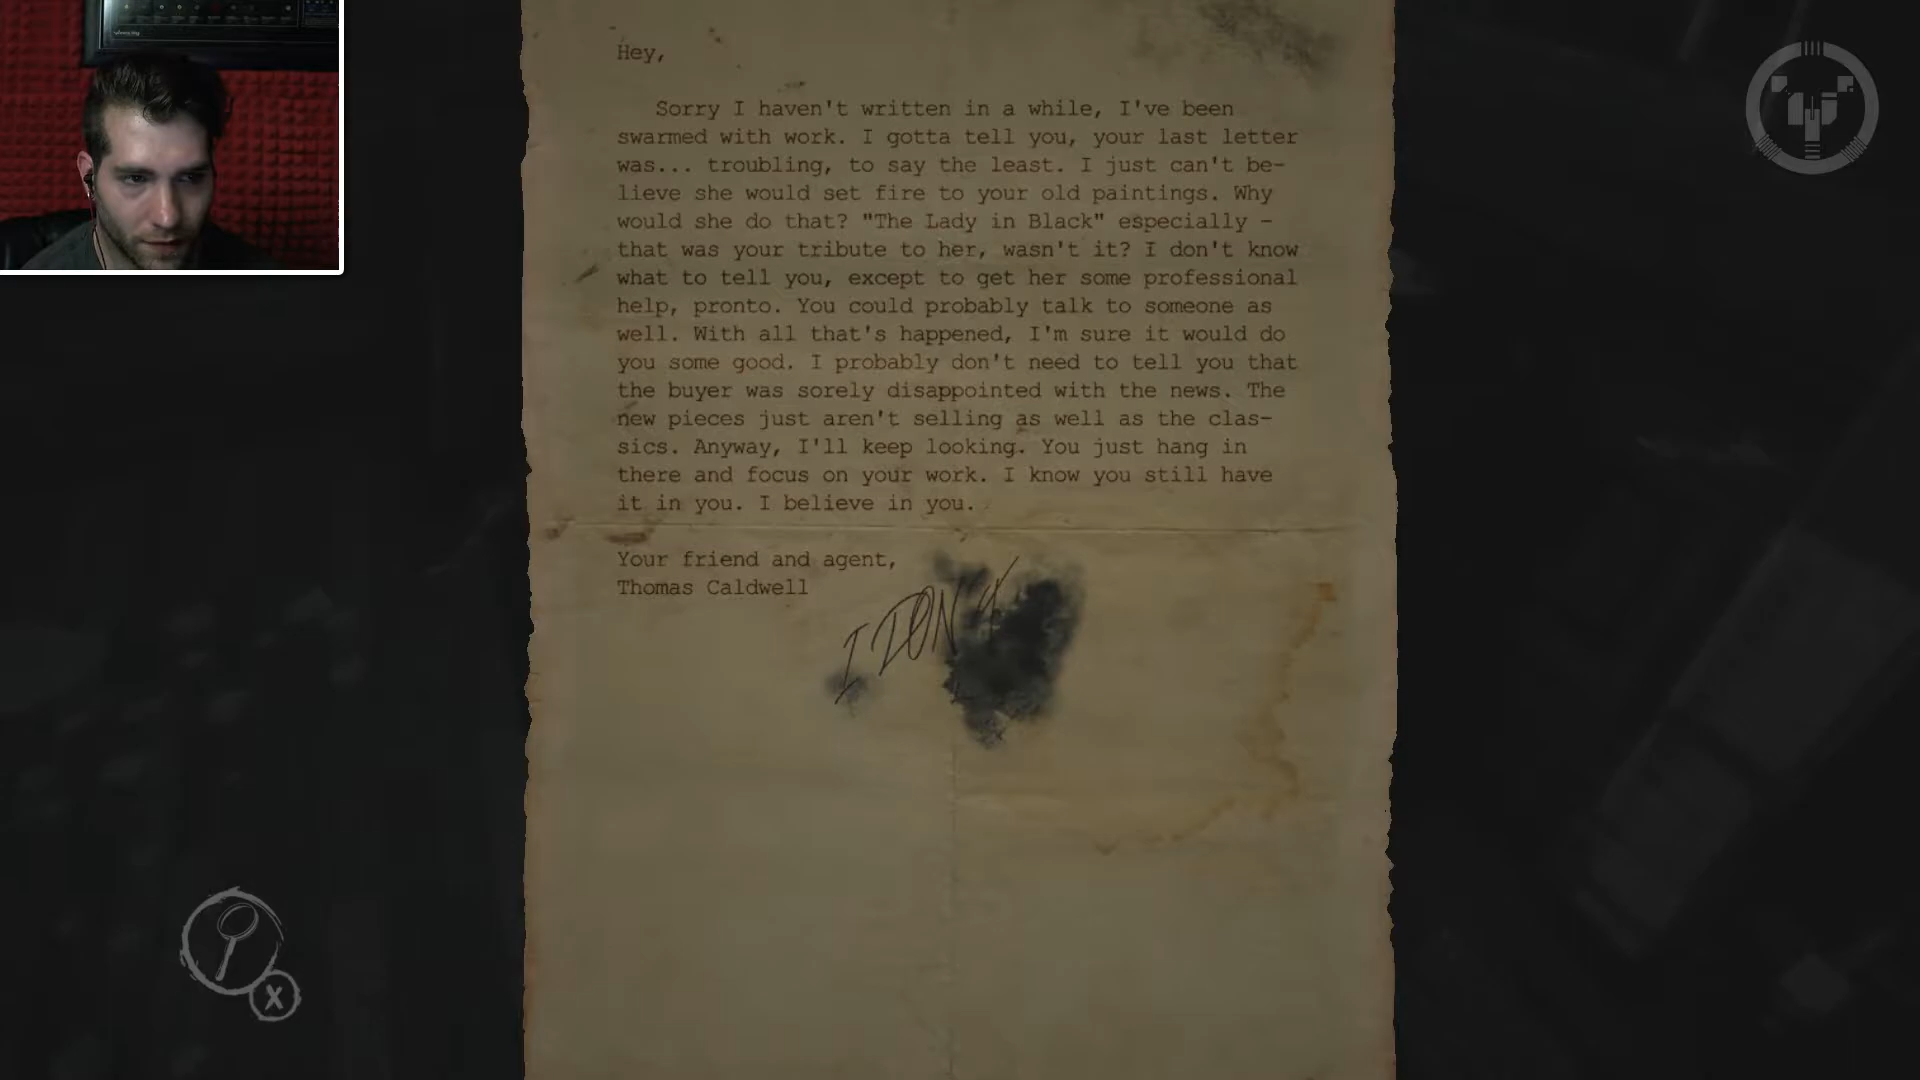 Hey,
Sorry I haven't written in a while, I've been
swarmed with work. I gotta tell you, your last letter
was... troubling, to say the least. I just can't be-
lieve she would set fire to your old paintings. Why
would she do that? "The Lady in Black" especially -
that was your tribute to her, wasn't it? I don't know
what to tell you, except to get her some professional
help, pronto. You could probably talk to someone as
well. With all that's happened, I'm sure it would do
you some good. I probably don't need to tell you that
the buyer was sorely disappointed with the news. The
new pieces just aren't selling as well as the clas-
sics. Anyway, I'll keep looking. You just hang in
there and focus on your work. I know you still have
it in you. I believe in you.
Your friend and agent,
Thomas Caldwell
I DON'T
X